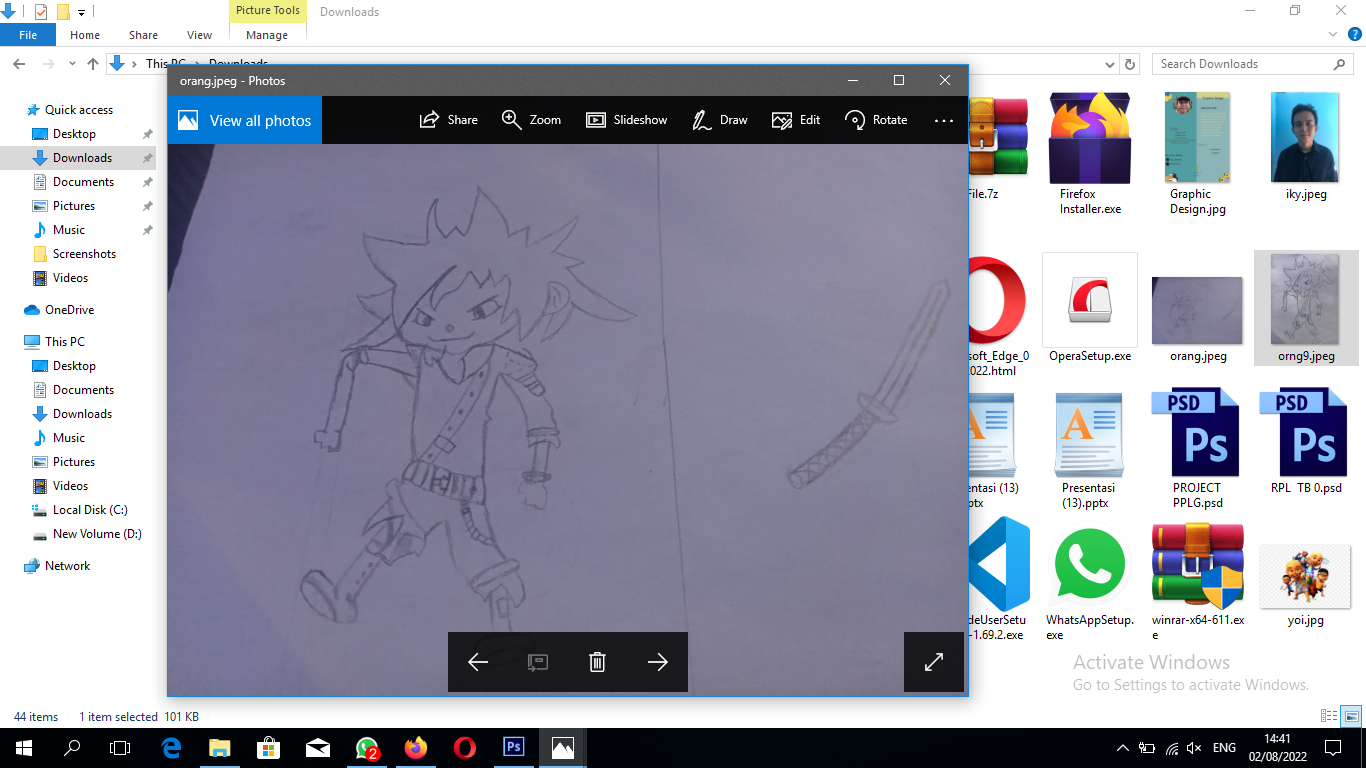 Picture Tools
Downloads
File
Home
Share
View
Manage
This PC
Downloads
Search Downloads
orang.jpeg - Photos
View all photos
Share
Zoom
Slideshow
Draw
Edit
Rotate
Quick access
Desktop
Downloads
Documents
Pictures
Music
Screenshots
Videos
OneDrive
This PC
Desktop
Documents
Downloads
Music
Pictures
Videos
Local Disk (C:)
New Volume (D:)
Network
File.7z
Firefox
Installer.exe
Graphic
Design.jpg
iky.jpeg
soft_Edge_0
2022.html
OperaSetup.exe
orang.jpeg
orng9.jpeg
entasi (13)
ptx
Presentasi
(13).pptx
PSD
Ps
PROJECT
PPLG.psd
PSD
Ps
RPL TB 0.psd
deUserSetu
-1.69.2.exe
WhatsAppSetup.
exe
winrar-x64-611.ex
e
yoi.jpg
Activate Windows
Go to Settings to activate Windows.
44 items
1 item selected 101 KB
2
Ps
ENG
14:41
02/08/2022